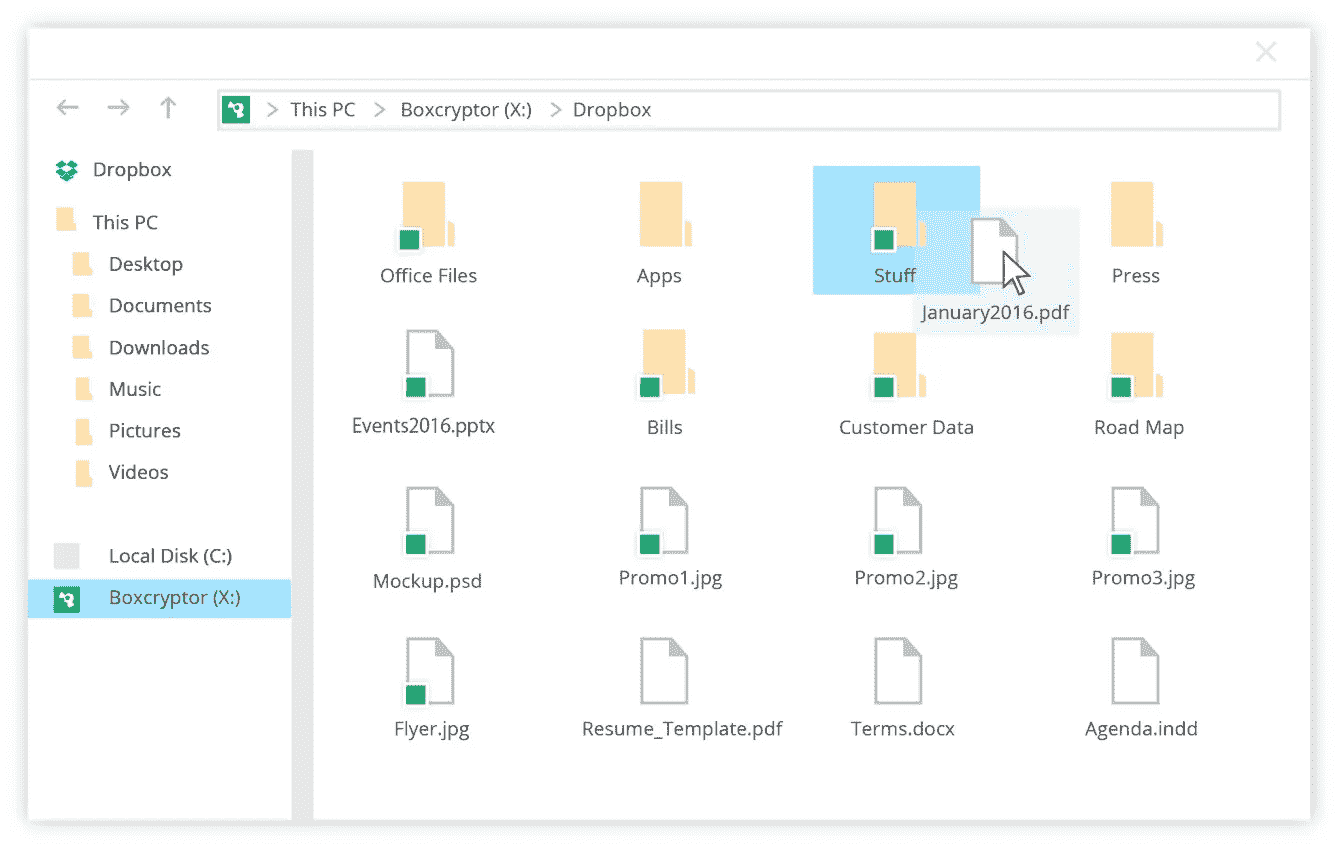 This PC
Boxcryptor (X:)
Dropbox
Dropbox
This PC
Desktop
Documents
Downloads
Music
Pictures
Videos
Local Disk (C:)
Boxcryptor (X:)
Office Files
Apps
Stuff
Press
January2016.pdf
Events2016.pptx
Bills
Customer Data
Road Map
Mockup.psd
Promo1.jpg
Promo2.jpg
Promo3.jpg
Flyer.jpg
Resume_Template.pdf
Terms.docx
Agenda.indd